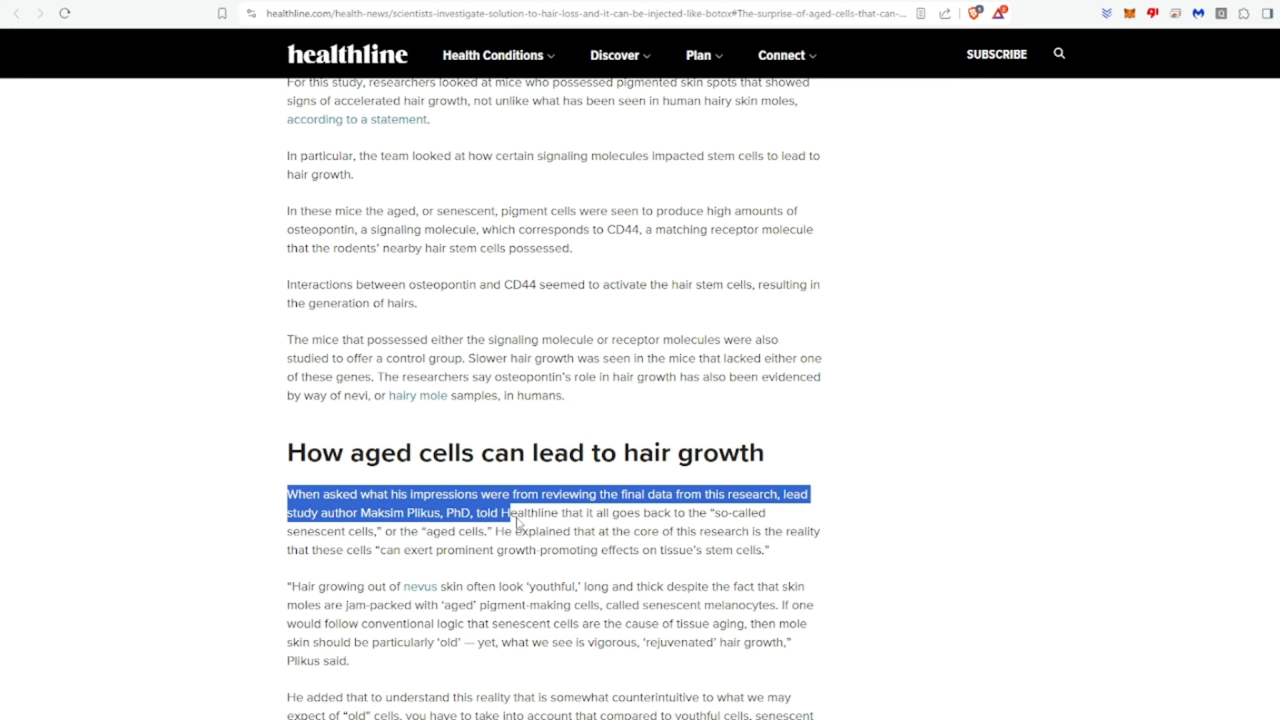 healthline.com/health-news/scientists-investigate-solution-to-hair-loss-and-it-can-be-injected-like-botox#The-surprise-of-aged-cells-that-can-...
healthline
Health Conditions
Discover
Plan
Connect
SUBSCRIBE
For this study, researchers looked at mice who possessed pigmented skin spots that showed
signs of accelerated hair growth, not unlike what has been seen in human hairy skin moles,
according to a statement.
In particular, the team looked at how certain signaling molecules impacted stem cells to lead to
hair growth.
In these mice the aged, or senescent, pigment cells were seen to produce high amounts of
osteopontin, a signaling molecule, which corresponds to CD44, a matching receptor molecule
that the rodents’ nearby hair stem cells possessed.
Interactions between osteopontin and CD44 seemed to activate the hair stem cells, resulting in
the generation of hairs.
The mice that possessed either the signaling molecule or receptor molecules were also
studied to offer a control group. Slower hair growth was seen in the mice that lacked either one
of these genes. The researchers say osteopontin’s role in hair growth has also been evidenced
by way of nevi, or hairy mole samples, in humans.
How aged cells can lead to hair growth
When asked what his impressions were from reviewing the final data from this research, lead
study author Maksim Plikus, PhD, told Healthline that it all goes back to the “so-called
senescent cells,” or the “aged cells.” He explained that at the core of this research is the reality
that these cells “can exert prominent growth-promoting effects on tissue’s stem cells.”
“Hair growing out of nevus skin often look ‘youthful,’ long and thick despite the fact that skin
moles are jam-packed with ‘aged’ pigment-making cells, called senescent melanocytes. If one
would follow conventional logic that senescent cells are the cause of tissue aging, then mole
skin should be particularly ‘old’ — yet, what we see is vigorous, ‘rejuvenated’ hair growth,”
Plikus said.
He added that to understand this reality that is somewhat counterintuitive to what we may
expect of “old” cells, you have to take into account that compared to youthful cells, senescent